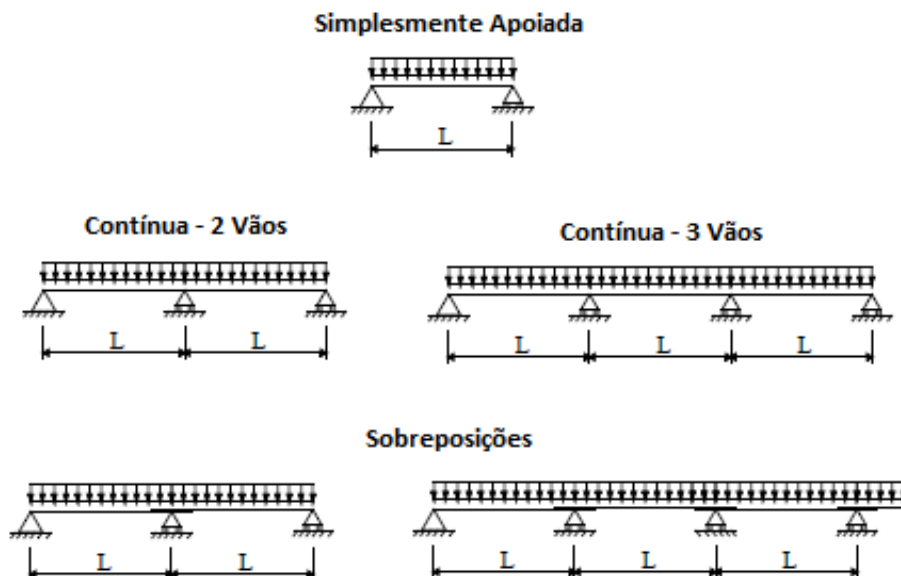 Simplesmente Apoiada
L
Contínua - 2 Vãos
Contínua - 3 Vãos
L L
L L L
Sobreposições
L L
L L L